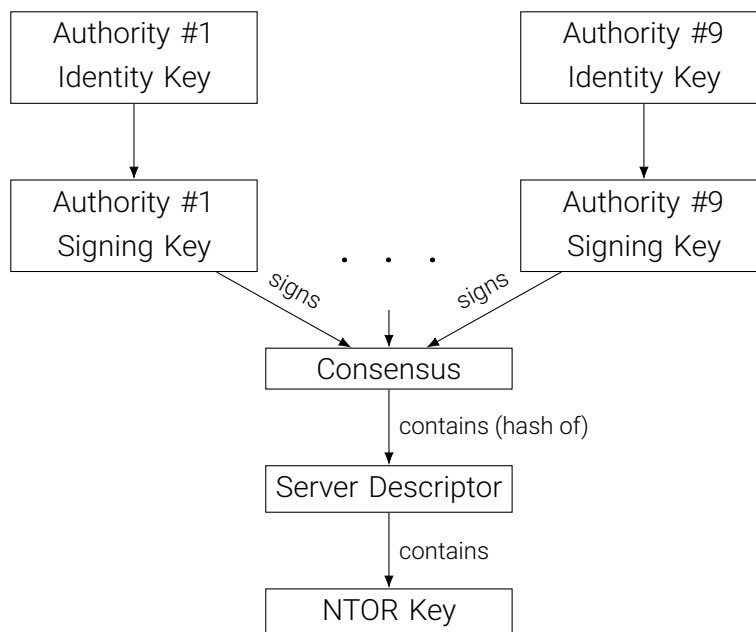 Authority #1
Identity Key
Authority #9
Identity Key
Authority #1
Signing Key
Authority #9
Signing Key
. . .
signs
signs
Consensus
contains (hash of)
Server Descriptor
contains
NTOR Key